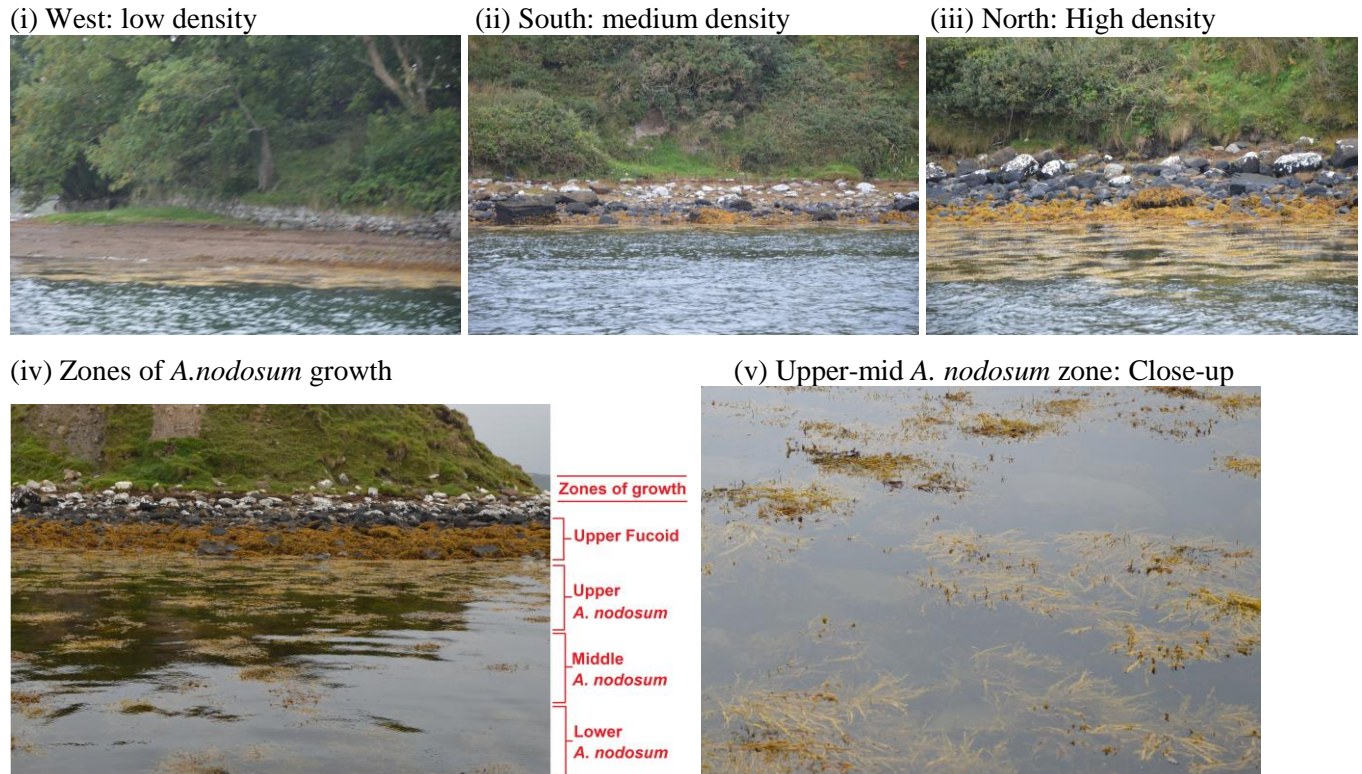 (i) West: low density
(ii) South: medium density
(iii) North: High density
(iv) Zones of A.nodosum growth
(v) Upper-mid A. nodosum zone: Close-up
Zones of growth
Upper Fucoid
Upper
A. nodosum
Middle
A. nodosum
Lower
A. nodosum